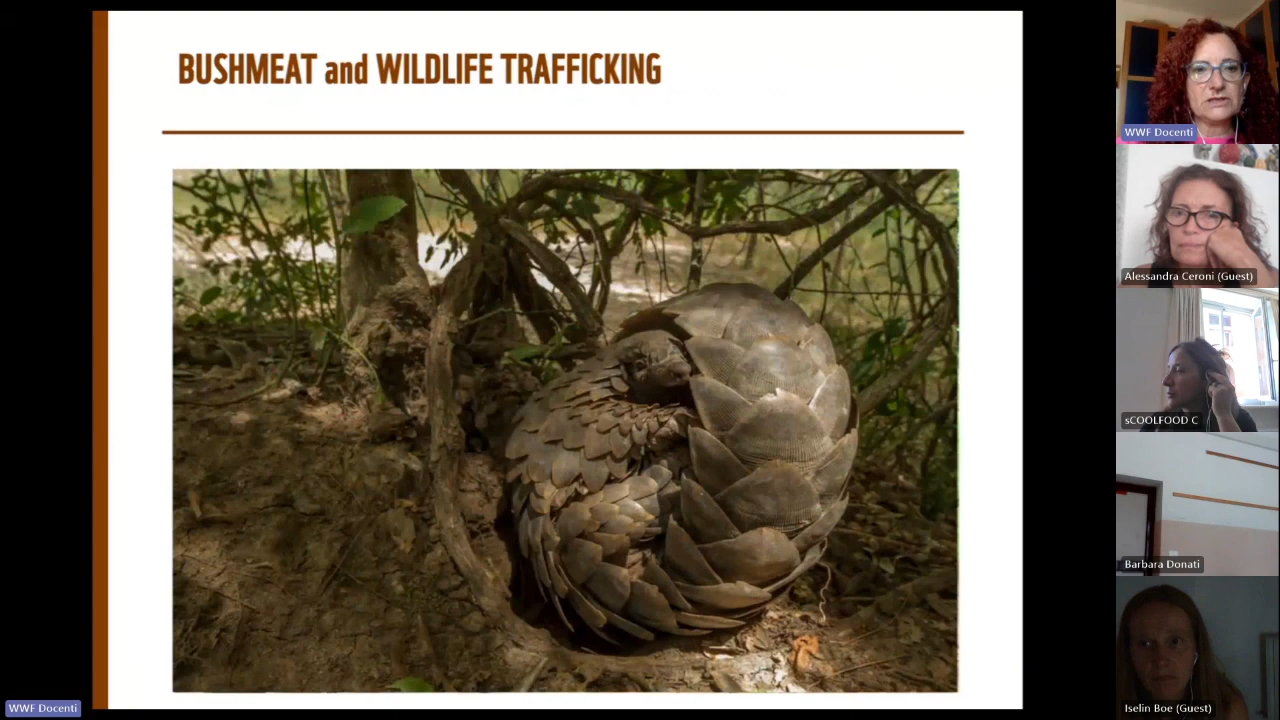 BUSHMEAT and WILDLIFE TRAFFICKING
WWF Docenti
Alessandra Ceroni (Guest)
sCOOLFOOD C
Barbara Donati
Iselin Boe (Guest)
WWF Docenti